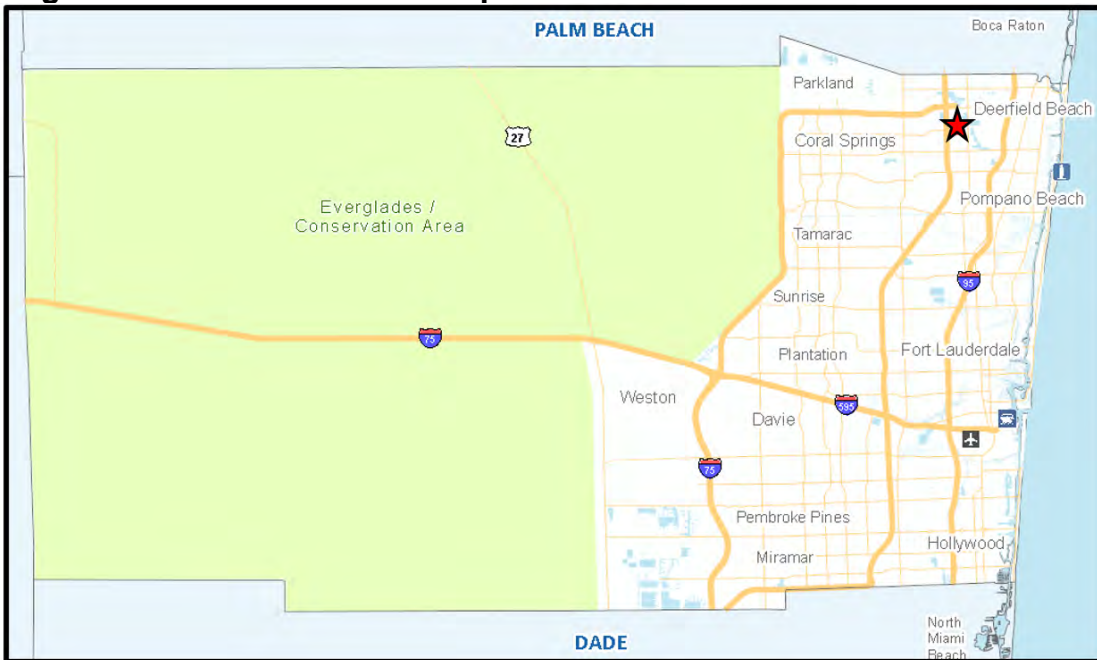 PALM BEACH
Boca Raton
Parkland
Deerfield Beach
27
Coral Springs
Pompano Beach
Everglades /
Conservation Area
Tamarac
95
Sunrise
75
Plantation
Fort Lauderdale
Weston
595
Davie
75
Pembroke Pines
Hollywood
Miramar
DADE
North
Miami
Beach